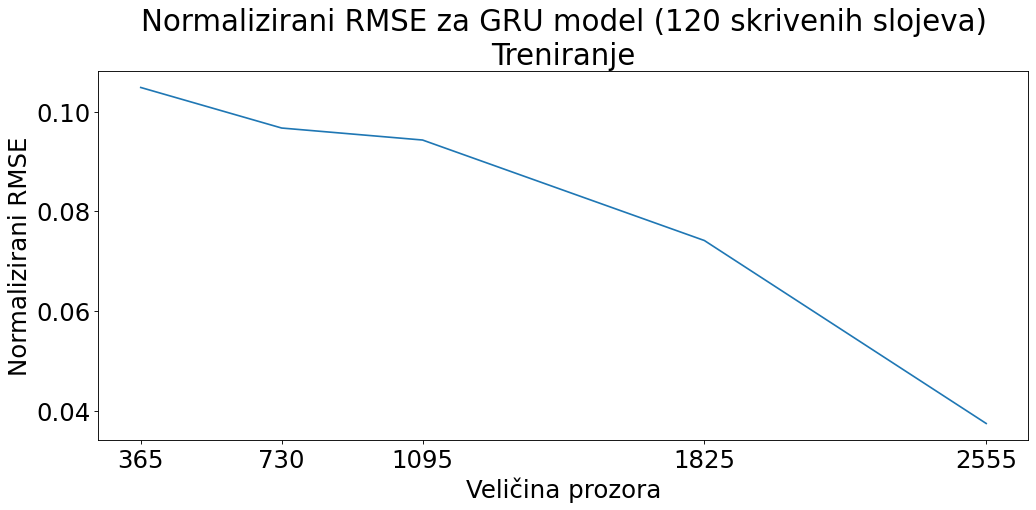 Normalizirani RMSE za GRU model (120 skrivenih slojeva)
Treniranje
Normalizirani RMSE
0.10
0.08
0.06
0.04
365 730 1095 1825 2555
Veličina prozora